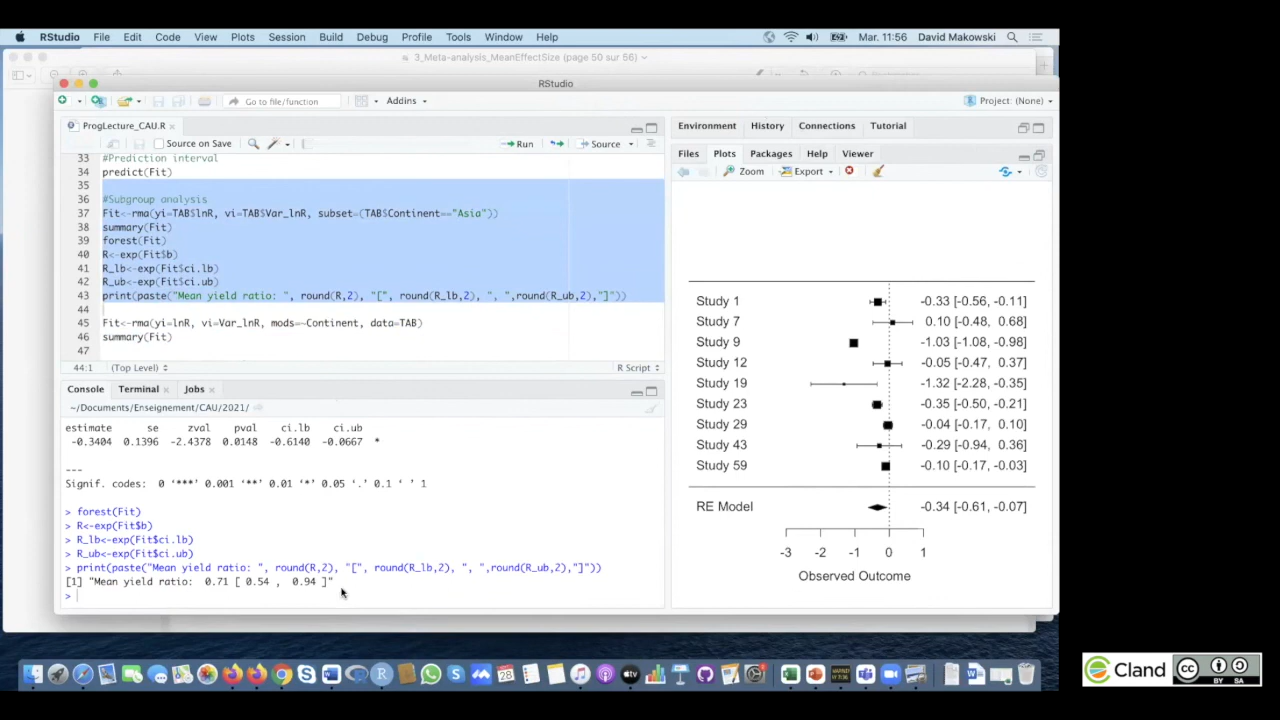 RStudio File Edit Code View Plots Session Build Debug Profile Tools Window Help Mar. 11:56 David Makowski
3_Meta-analysis_MeanEffectSize (page 50 sur 56)
RStudio
Go to file/function Addins Project: (None)
ProgLecture_CAU.R
Source on Save Run Source
33 #Prediction interval
34 predict(Fit)
35
36 #Subgroup analysis
37 Fit<-rma(yi=TAB$lnR, vi=TAB$Var_lnR, subset=(TAB$Continent=="Asia"))
38 summary(Fit)
39 forest(Fit)
40 R<-exp(Fit$b)
41 R_lb<-exp(Fit$ci.lb)
42 R_ub<-exp(Fit$ci.ub)
43 print(paste("Mean yield ratio: ", round(R,2), "[", round(R_lb,2), ", ",round(R_ub,2),"]"))
44
45 Fit<-rma(yi=lnR, vi=Var_lnR, mods=~Continent, data=TAB)
46 summary(Fit)
47
44:1 (Top Level) R Script
Console Terminal Jobs
~/Documents/Enseignement/CAU/2021/
estimate se zval pval ci.lb ci.ub
-0.3404 0.1396 -2.4378 0.0148 -0.6140 -0.0667 *
---
Signif. codes: 0 ‘***’ 0.001 ‘**’ 0.01 ‘*’ 0.05 ‘.’ 0.1 ‘ ’ 1
> forest(Fit)
> R<-exp(Fit$b)
> R_lb<-exp(Fit$ci.lb)
> R_ub<-exp(Fit$ci.ub)
> print(paste("Mean yield ratio: ", round(R,2), "[", round(R_lb,2), ", ",round(R_ub,2),"]"))
[1] "Mean yield ratio: 0.71 [ 0.54 , 0.94 ]"
>
Environment History Connections Tutorial
Files Plots Packages Help Viewer
Zoom Export
Study 1 -0.33 [-0.56, -0.11]
Study 7 0.10 [-0.48, 0.68]
Study 9 -1.03 [-1.08, -0.98]
Study 12 -0.05 [-0.47, 0.37]
Study 19 -1.32 [-2.28, -0.35]
Study 23 -0.35 [-0.50, -0.21]
Study 29 -0.04 [-0.17, 0.10]
Study 43 -0.29 [-0.94, 0.36]
Study 59 -0.10 [-0.17, -0.03]
RE Model -0.34 [-0.61, -0.07]
-3 -2 -1 0 1
Observed Outcome
Cland CC BY SA